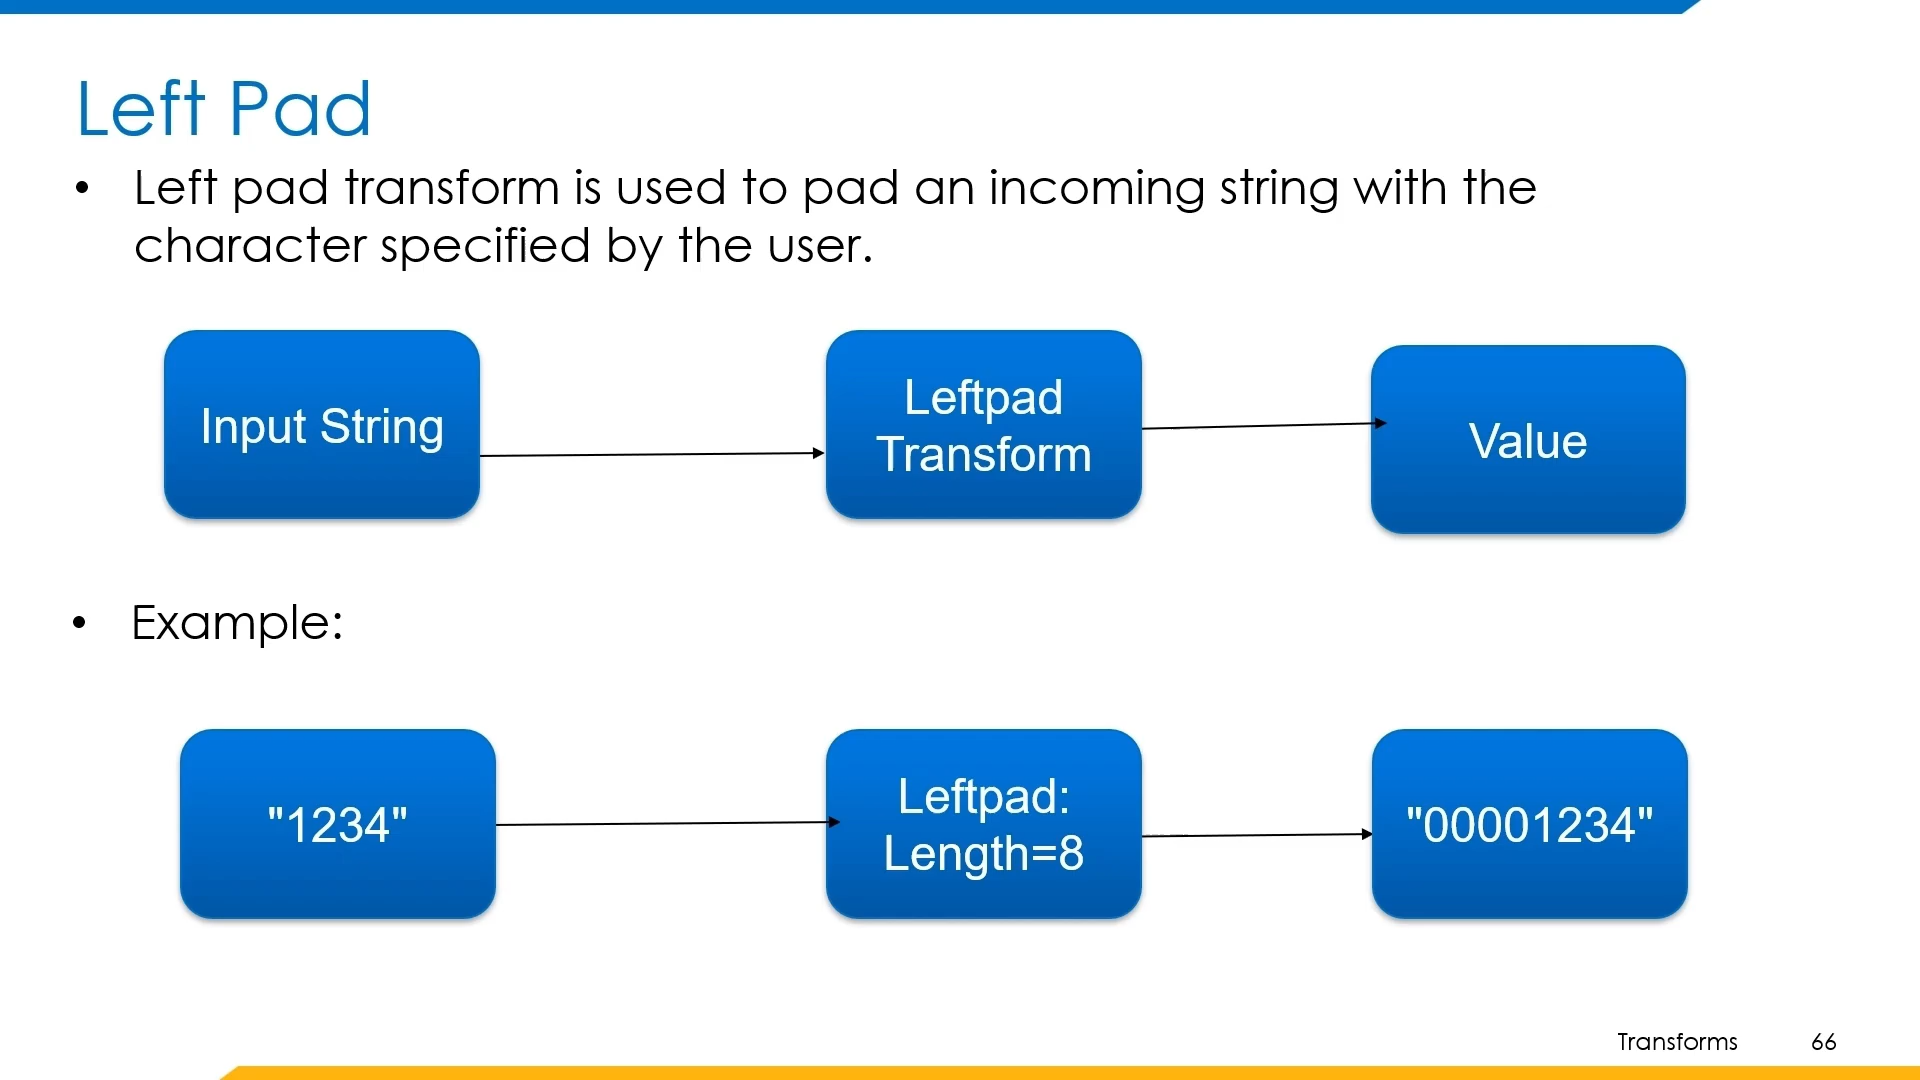 Left Pad
• Left pad transform is used to pad an incoming string with the
character specified by the user.
Input String
Leftpad
Transform
Value
• Example:
"1234"
Leftpad:
Length=8
"00001234"
Transforms 66